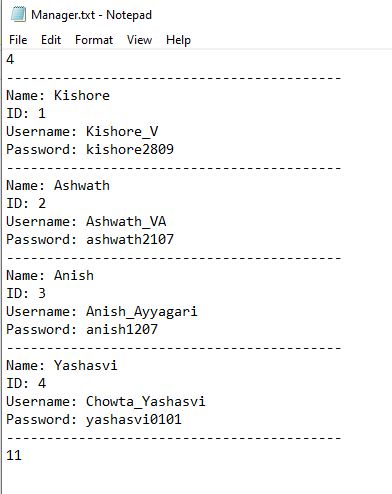 Manager.txt - Notepad
File Edit Format View Help
4
------------------------------------------
Name: Kishore
ID: 1
Username: Kishore_V
Password: kishore2809
------------------------------------------
Name: Ashwath
ID: 2
Username: Ashwath_VA
Password: ashwath2107
------------------------------------------
Name: Anish
ID: 3
Username: Anish_Ayyagari
Password: anish1207
------------------------------------------
Name: Yashasvi
ID: 4
Username: Chowta_Yashasvi
Password: yashasvi0101
------------------------------------------
11